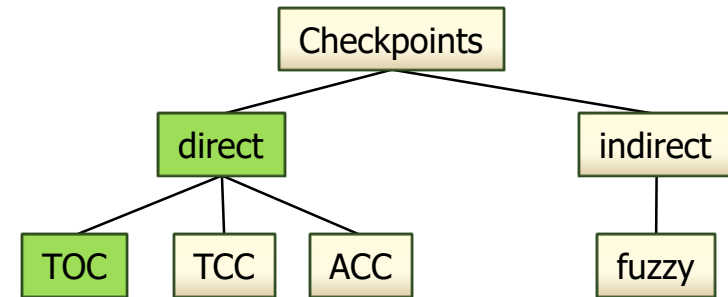 Checkpoints
direct
indirect
TOC
TCC
ACC
fuzzy